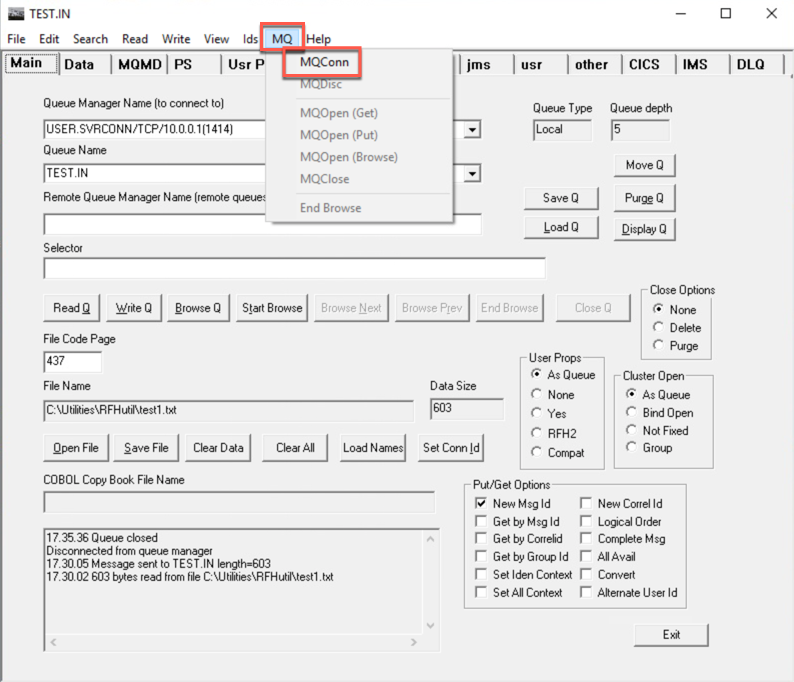 TEST.IN
File Edit Search Read Write View Ids MQ Help
Main Data MQMD PS Usr P jms usr other CICS IMS DLQ
MQConn
MQDisc
MQOpen (Get)
MQOpen (Put)
MQOpen (Browse)
MQClose
End Browse
Queue Manager Name (to connect to)
USER.SVRCONN/TCP/10.0.0.1(1414)
Queue Type Queue depth
Local 5
Queue Name
TEST.IN
Move Q
Remote Queue Manager Name (remote queues
Save Q Purge Q
Load Q Display Q
Selector
Read Q Write Q Browse Q Start Browse Browse Next Browse Prev End Browse Close Q
Close Options
None
Delete
Purge
File Code Page
437
User Props
As Queue
None
Yes
RFH2
Compat
Cluster Open
As Queue
Bind Open
Not Fixed
Group
File Name
C:\Utilities\RFHutil\test1.txt
Data Size
603
Open File Save File Clear Data Clear All Load Names Set Conn Id
COBOL Copy Book File Name
Put/Get Options
New Msg Id New Correl Id
Get by Msg Id Logical Order
Get by Correlid Complete Msg
Get by Group Id All Avail
Set Iden Context Convert
Set All Context Alternate User Id
17.35.36 Queue closed
Disconnected from queue manager
17.30.05 Message sent to TEST.IN length=603
17.30.02 603 bytes read from file C:\Utilities\RFHutil\test1.txt
Exit